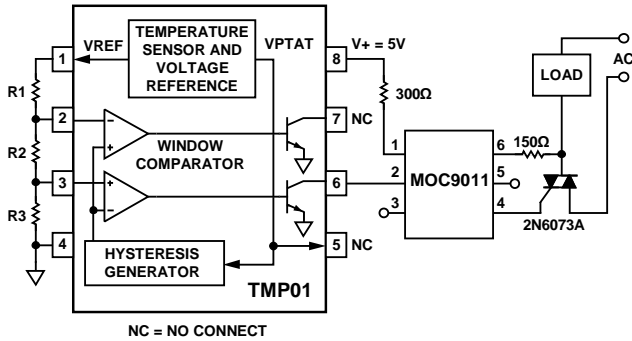 TEMPERATURE
SENSOR AND
VOLTAGE
REFERENCE
VREF
VPTAT
1
R1
2
R2
3
R3
4
WINDOW
COMPARATOR
HYSTERESIS
GENERATOR
TMP01
8
V+ = 5V
7
NC
6
5
NC
300Ω
1
2
3
MOC9011
6
5
4
150Ω
LOAD
AC
2N6073A
NC = NO CONNECT